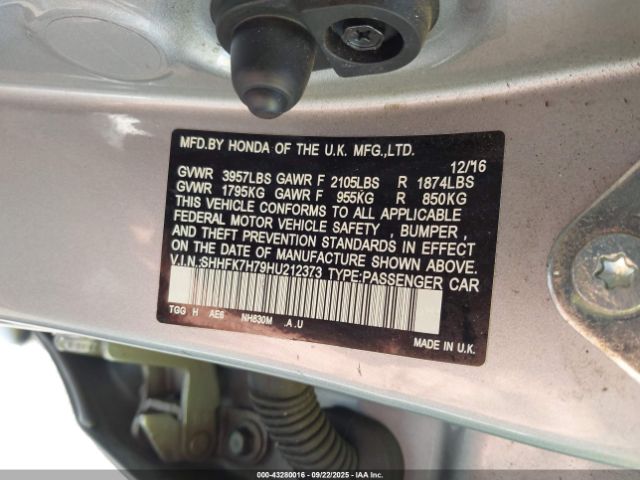 MFD.BY HONDA OF THE U.K. MFG.,LTD.
12/'16
GVWR 3957LBS GAWR F 2105LBS R 1874LBS
GVWR 1795KG GAWR F 955KG R 850KG
THIS VEHICLE CONFORMS TO ALL APPLICABLE
FEDERAL MOTOR VEHICLE SAFETY , BUMPER ,
AND THEFT PREVENTION STANDARDS IN EFFECT
ON THE DATE OF MANUFACTURE SHOWN ABOVE.
V.I.N.:SHHFK7H79HU212373 TYPE:PASSENGER CAR
TGG H AE6 NH830M .A.U
MADE IN U.K.
000-43280016 - 09/22/2025 - IAA Inc.